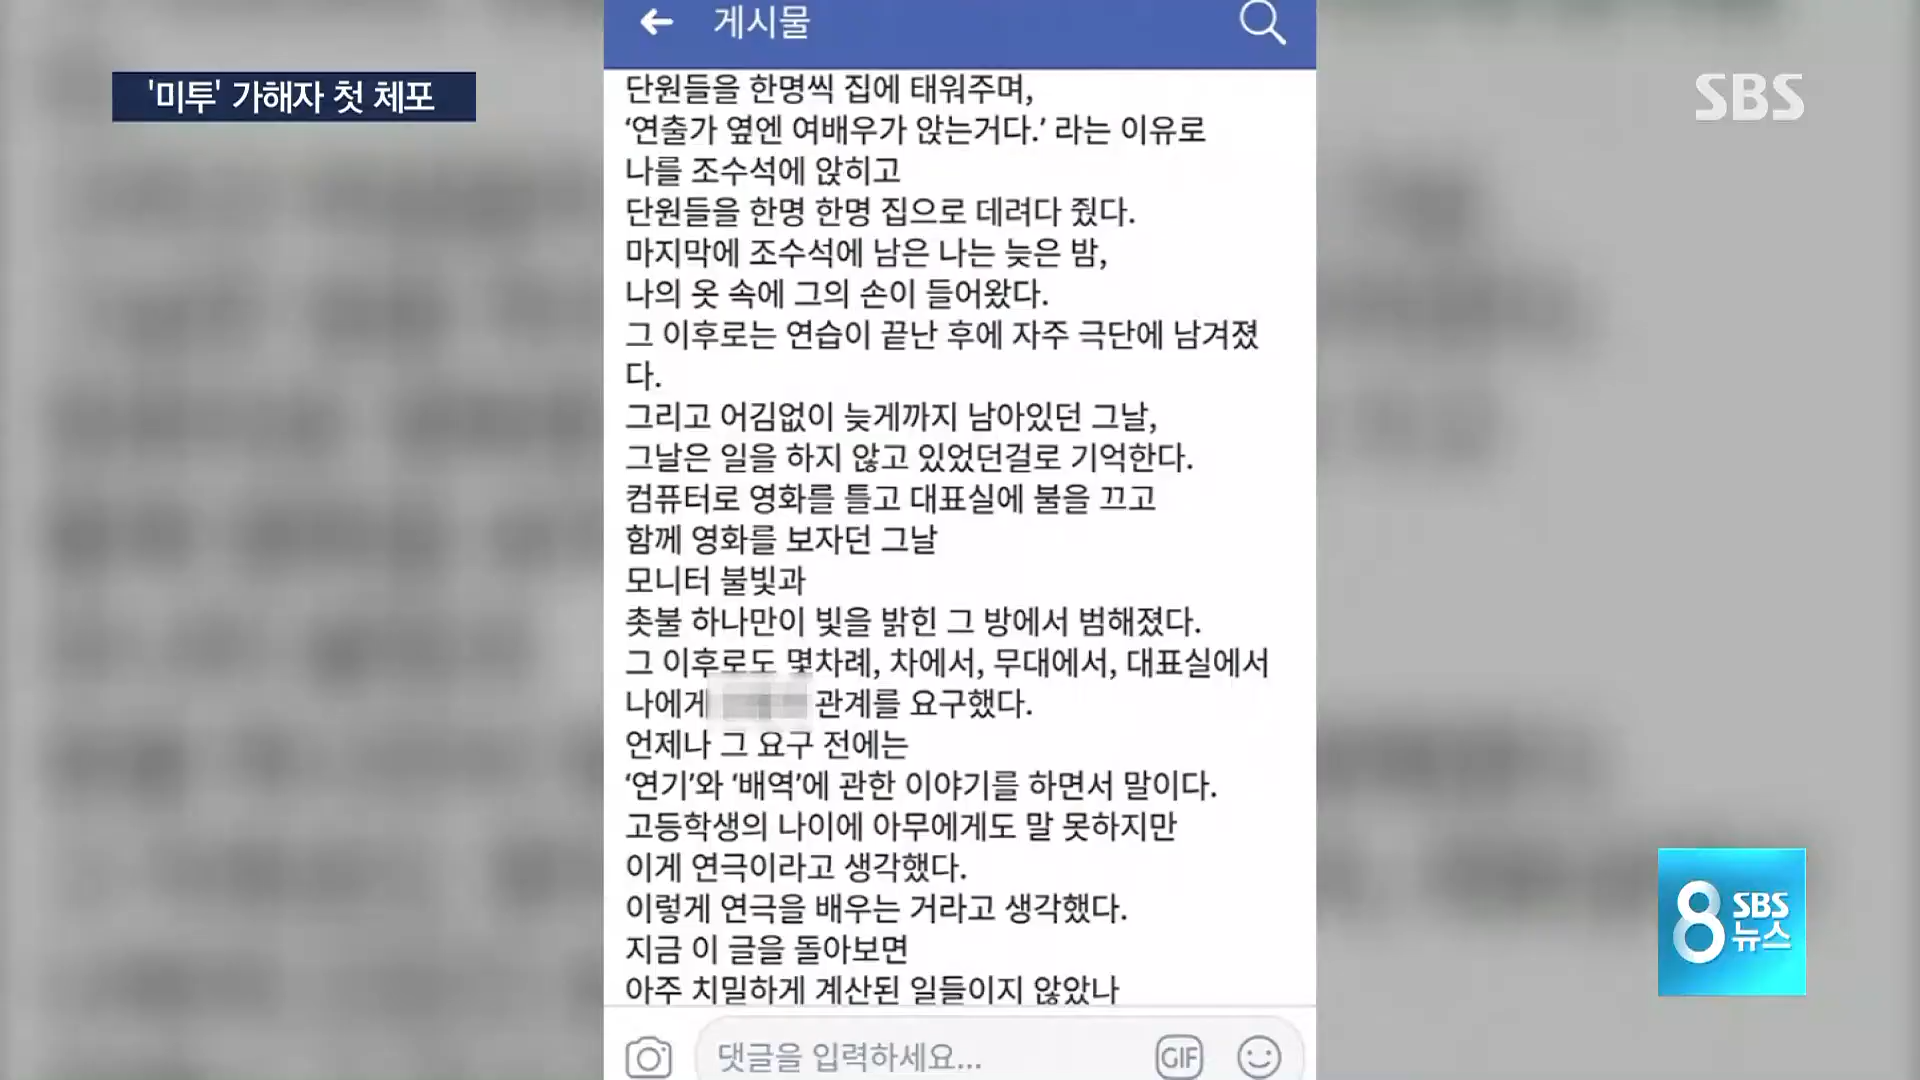 게시물
'미투' 가해자 첫 체포
SBS
단원들을 한명씩 집에 태워주며,
‘연출가 옆엔 여배우가 앉는거다.’ 라는 이유로
나를 조수석에 앉히고
단원들을 한명 한명 집으로 데려다 줬다.
마지막에 조수석에 남은 나는 늦은 밤,
나의 옷 속에 그의 손이 들어왔다.
그 이후로는 연습이 끝난 후에 자주 극단에 남겨졌
다.
그리고 어김없이 늦게까지 남아있던 그날,
그날은 일을 하지 않고 있었던걸로 기억한다.
컴퓨터로 영화를 틀고 대표실에 불을 끄고
함께 영화를 보자던 그날
모니터 불빛과
촛불 하나만이 빛을 밝힌 그 방에서 범해졌다.
그 이후로도 몇차례, 차에서, 무대에서, 대표실에서
나에게 관계를 요구했다.
언제나 그 요구 전에는
‘연기’와 ‘배역’에 관한 이야기를 하면서 말이다.
고등학생의 나이에 아무에게도 말 못하지만
이게 연극이라고 생각했다.
이렇게 연극을 배우는 거라고 생각했다.
지금 이 글을 돌아보면
아주 치밀하게 계산된 일들이지 않았나
댓글을 입력하세요...
GIF
8 SBS
뉴스